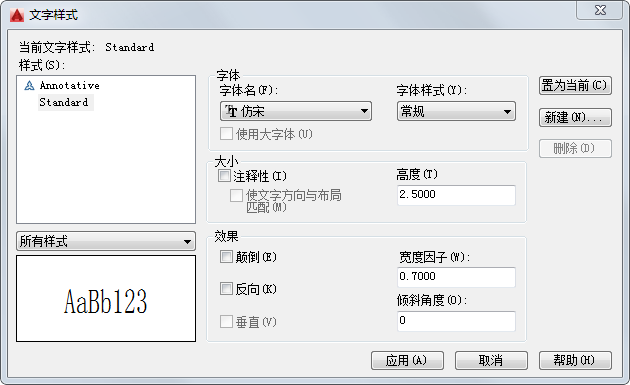 文字样式
当前文字样式: Standard
样式(S):
Annotative
Standard
所有样式
AaBb123
字体
字体名(F):
仿宋
字体样式(Y):
常规
使用大字体(U)
大小
注释性(I)
使文字方向与布局
匹配(M)
高度(T)
2.5000
效果
颠倒(E)
反向(K)
垂直(V)
宽度因子(W):
0.7000
倾斜角度(O):
0
置为当前(C)
新建(N)...
删除(D)
应用(A)
取消
帮助(H)